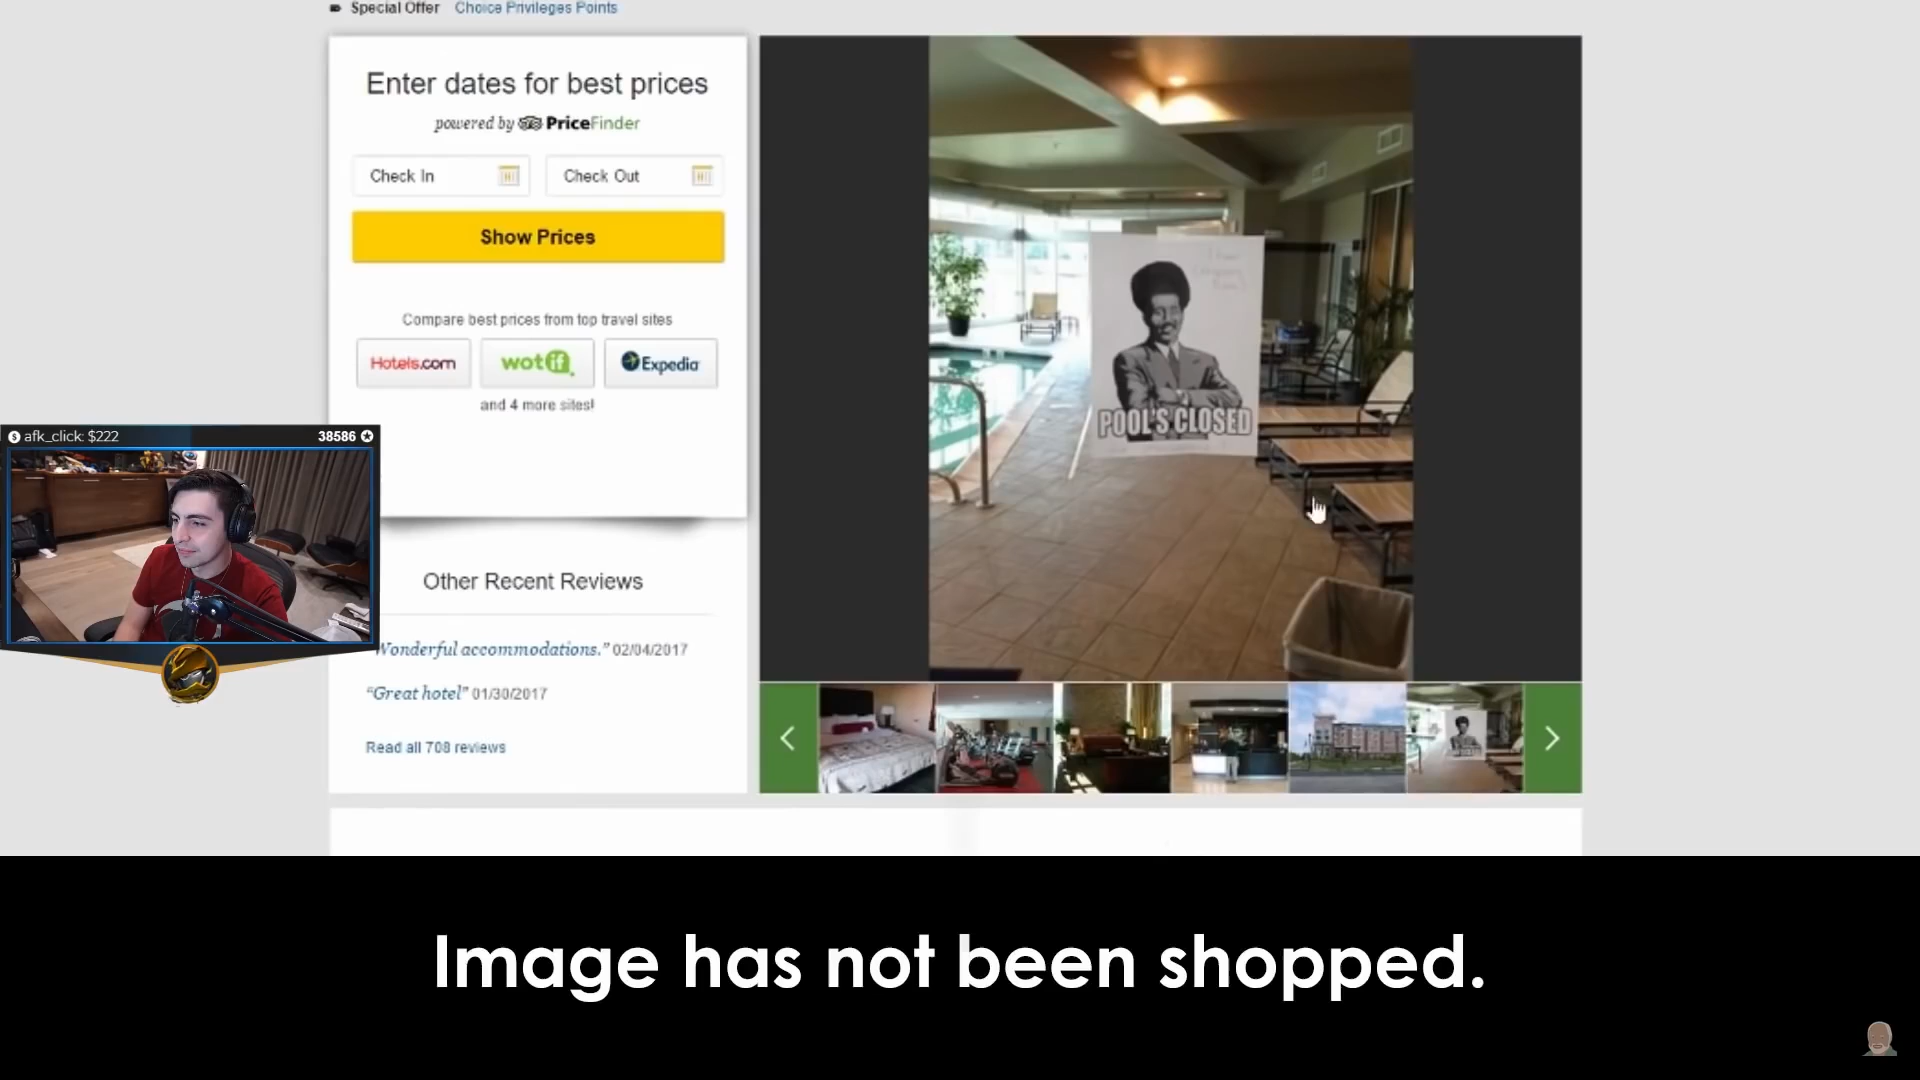 Special Offer Choice Privileges Points
Enter dates for best prices
powered by PriceFinder
Check In
Check Out
Show Prices
Compare best prices from top travel sites
Hotels.com
wotif
Expedia
and 4 more sites!
POOL'S CLOSED
afk_click: $222
38586
Other Recent Reviews
Wonderful accommodations.” 02/04/2017
“Great hotel” 01/30/2017
Read all 708 reviews
Image has not been shopped.